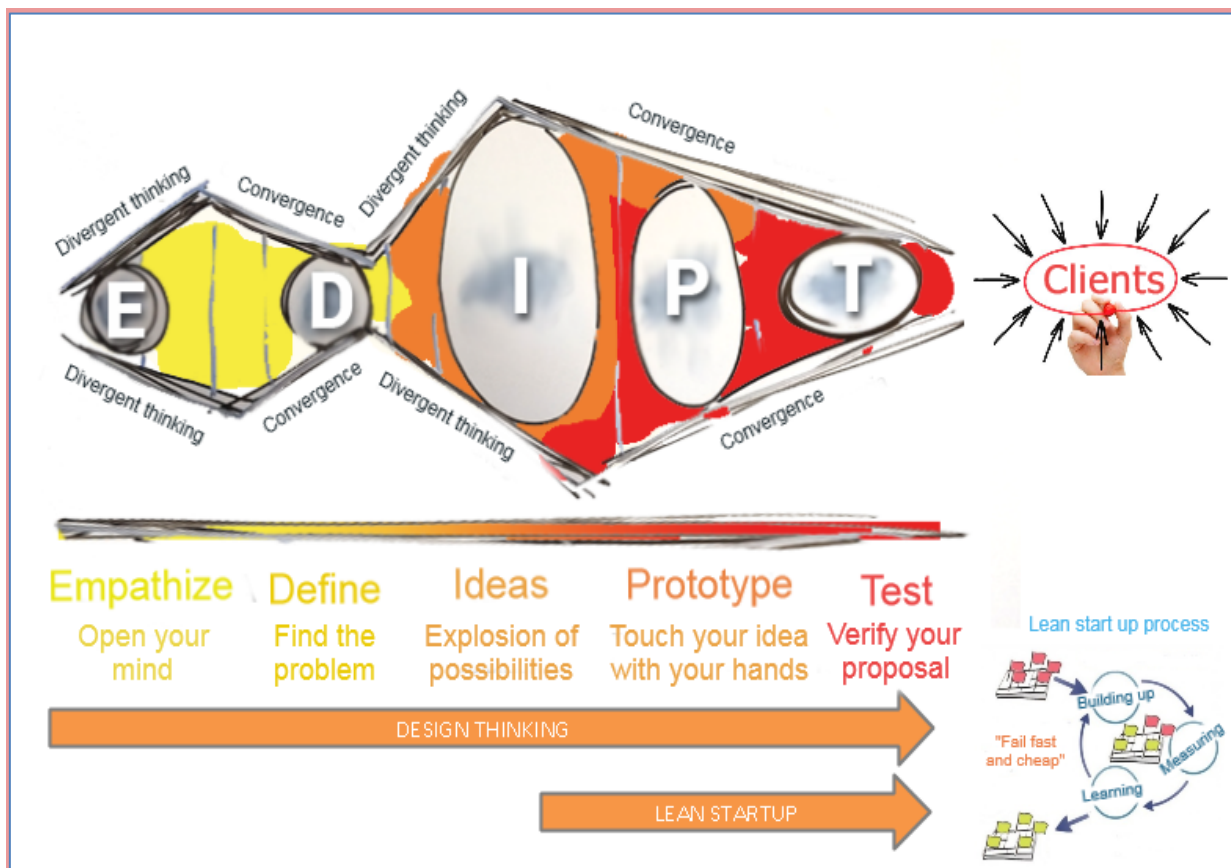 Divergent thinking
Convergence
Divergent thinking
Convergence
E
D
I
P
T
Clients
Divergent thinking
Convergence
Divergent thinking
Convergence
Empathize
Define
Ideas
Prototype
Test
Open your
mind
Find the
problem
Explosion of
possibilities
Touch your idea
with your hands
Verify your
proposal
DESIGN THINKING
LEAN STARTUP
Lean start up process
Building up
"Fail fast
and cheap"
Measuring
Learning